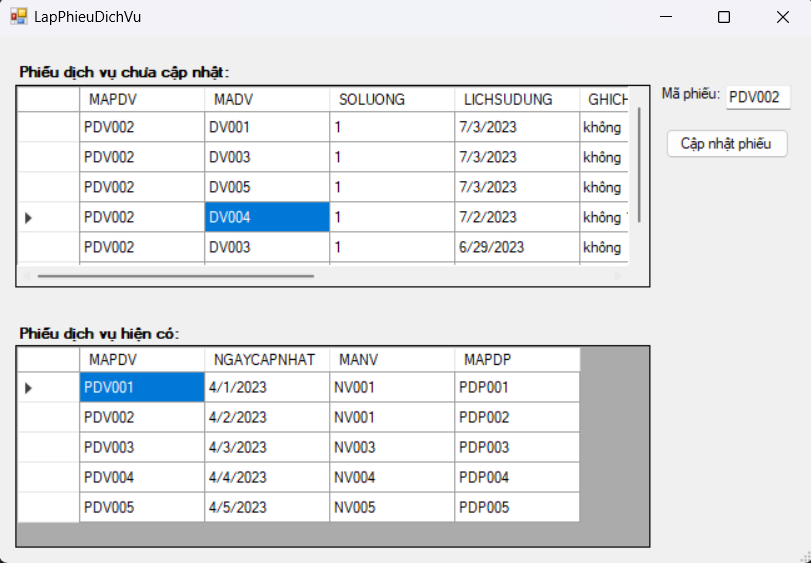 LapPhieuDichVu
Phiếu dịch vụ chưa cập nhật:
MAPDV MADV SOLUONG LICHSUDUNG GHICH
Mã phiếu: PDV002
PDV002 DV001 1 7/3/2023 không
Cập nhật phiếu
PDV002 DV003 1 7/3/2023 không
PDV002 DV005 1 7/3/2023 không
PDV002 DV004 1 7/2/2023 không
PDV002 DV003 1 6/29/2023 không
Phiếu dịch vụ hiện có:
MAPDV NGAYCAPNHAT MANV MAPDP
PDV001 4/1/2023 NV001 PDP001
PDV002 4/2/2023 NV001 PDP002
PDV003 4/3/2023 NV003 PDP003
PDV004 4/4/2023 NV004 PDP004
PDV005 4/5/2023 NV005 PDP005